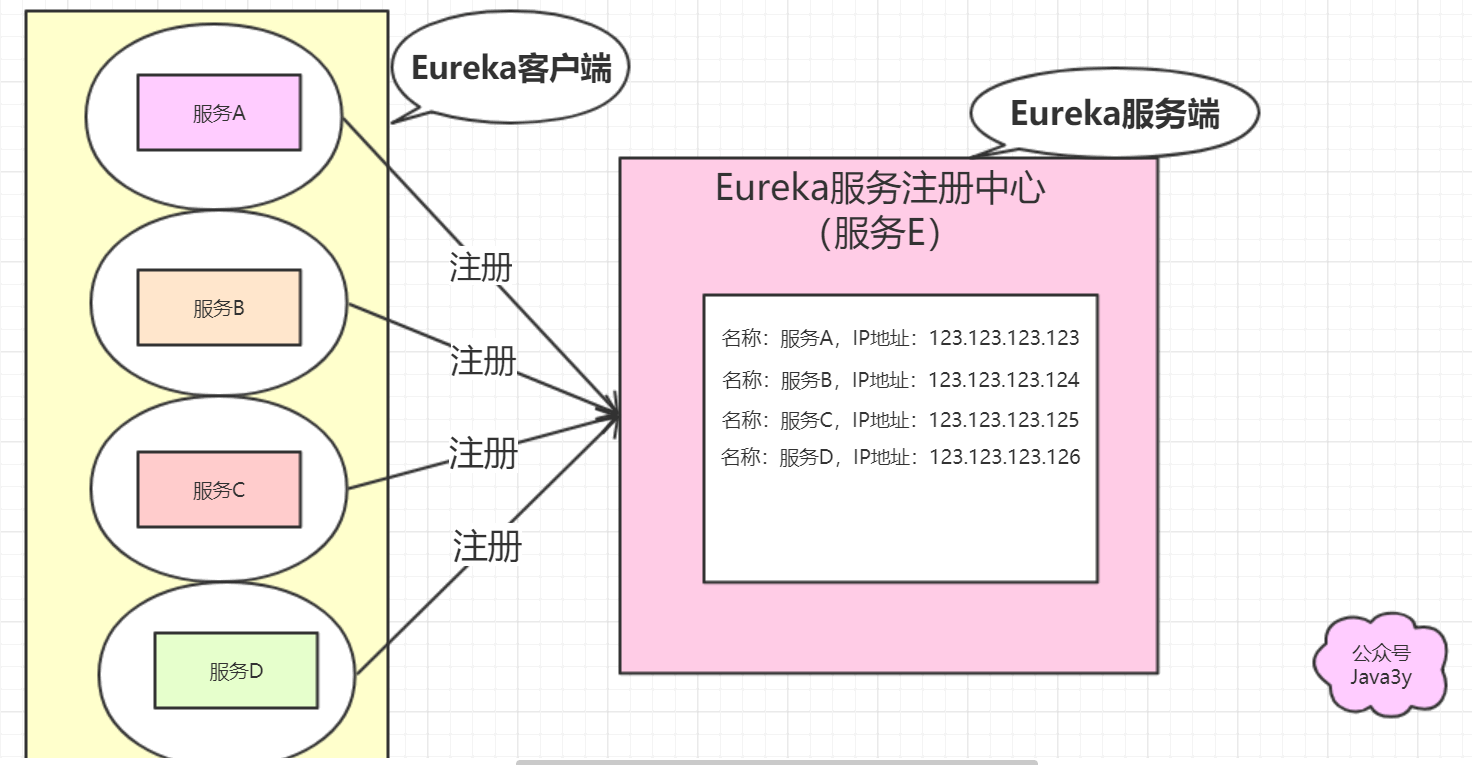 Eureka客户端
服务A
服务B
服务C
服务D
注册
注册
注册
注册
Eureka服务端
Eureka服务注册中心
（服务E）
名称：服务A，IP地址：123.123.123.123
名称：服务B，IP地址：123.123.123.124
名称：服务C，IP地址：123.123.123.125
名称：服务D，IP地址：123.123.123.126
公众号
Java3y